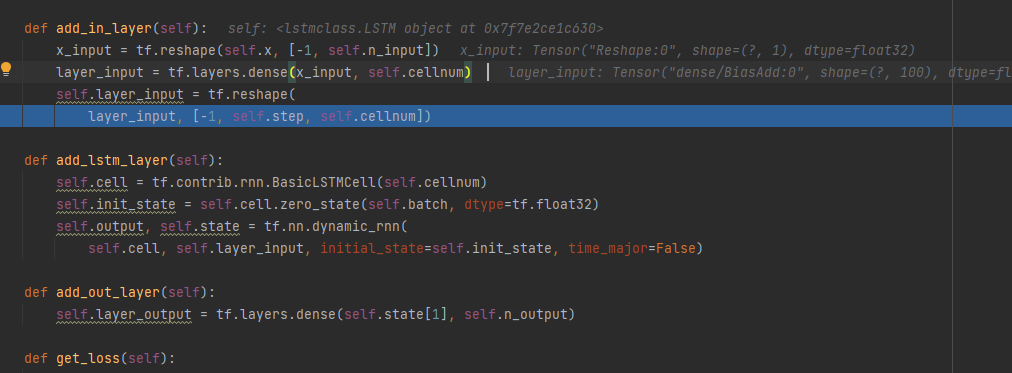 def add_in_layer(self):   self: <lstmclass.LSTM object at 0x7f7e2ce1c630>
    x_input = tf.reshape(self.x, [-1, self.n_input])   x_input: Tensor("Reshape:0", shape=(?, 1), dtype=float32)
    layer_input = tf.layers.dense(x_input, self.cellnum)   layer_input: Tensor("dense/BiasAdd:0", shape=(?, 100), dtype=fl
    self.layer_input = tf.reshape(
        layer_input, [-1, self.step, self.cellnum])
def add_lstm_layer(self):
    self.cell = tf.contrib.rnn.BasicLSTMCell(self.cellnum)
    self.init_state = self.cell.zero_state(self.batch, dtype=tf.float32)
    self.output, self.state = tf.nn.dynamic_rnn(
        self.cell, self.layer_input, initial_state=self.init_state, time_major=False)
def add_out_layer(self):
    self.layer_output = tf.layers.dense(self.state[1], self.n_output)
def get_loss(self):